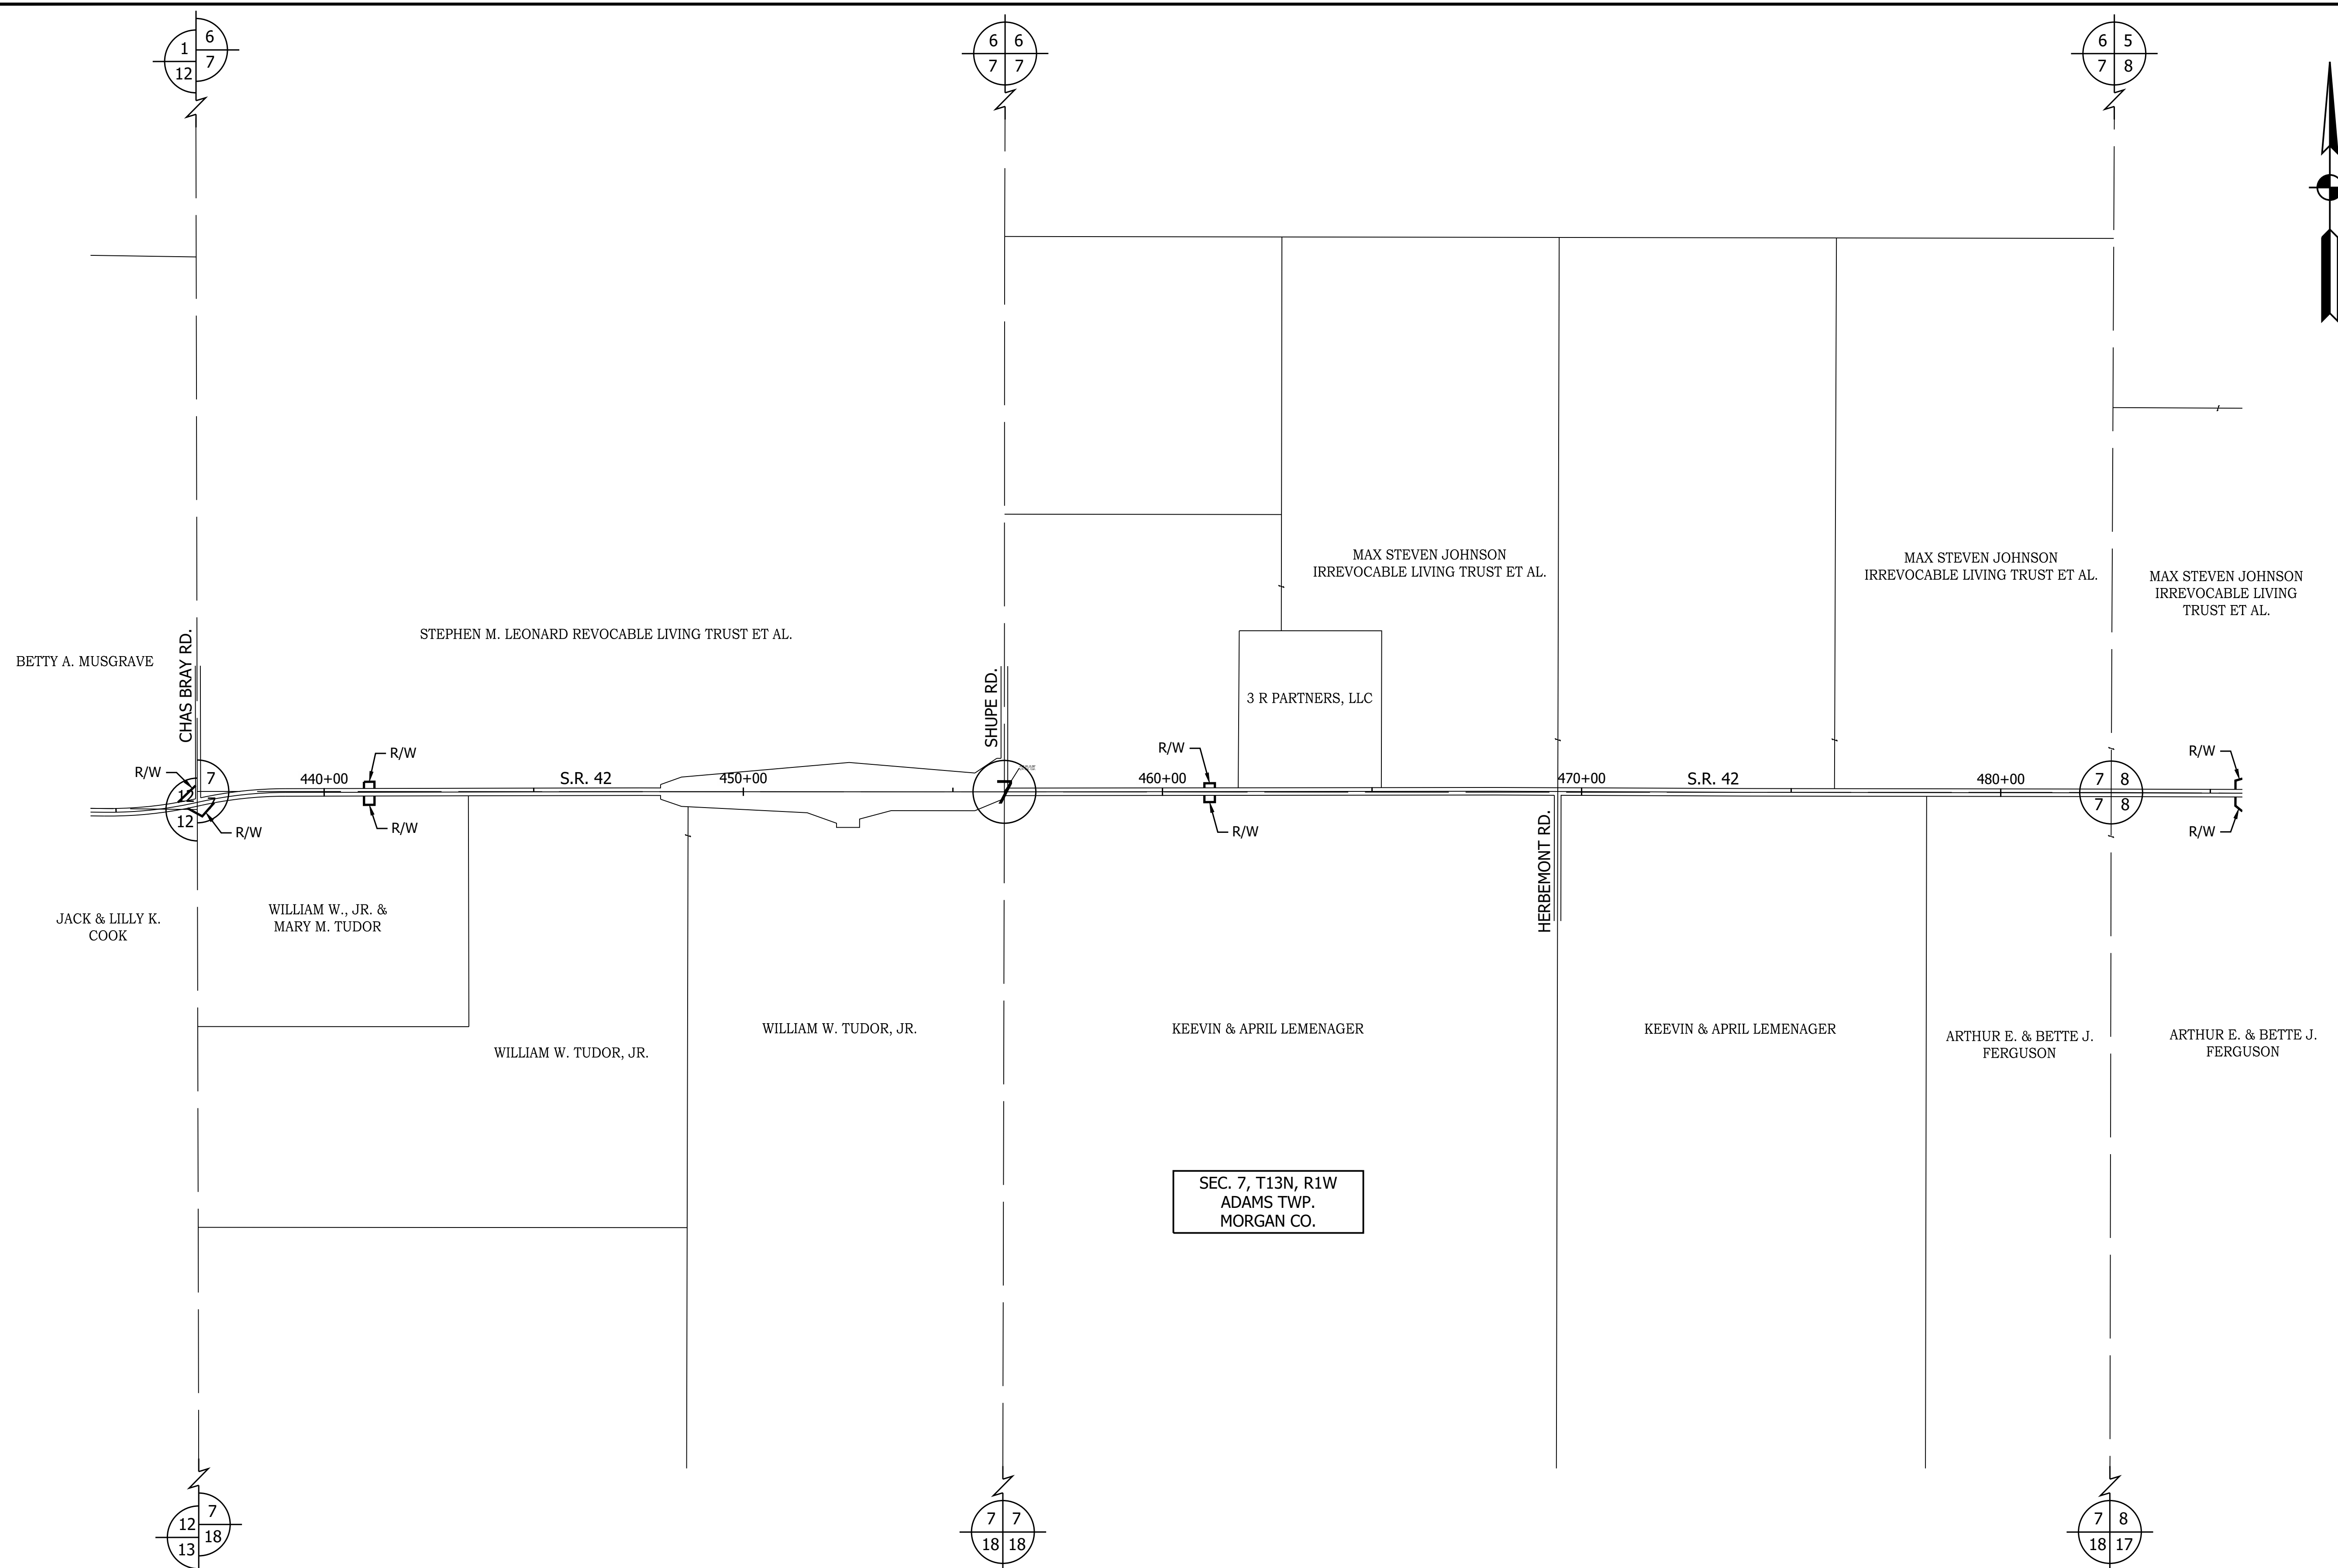 1 6
12 7
6 6
7 7
6 5
7 8
MAX STEVEN JOHNSON
IRREVOCABLE LIVING TRUST ET AL.
MAX STEVEN JOHNSON
IRREVOCABLE LIVING TRUST ET AL.
MAX STEVEN JOHNSON
IRREVOCABLE LIVING
TRUST ET AL.
BETTY A. MUSGRAVE
STEPHEN M. LEONARD REVOCABLE LIVING TRUST ET AL.
CHAS BRAY RD.
SHUPE RD.
3 R PARTNERS, LLC
R/W
R/W
R/W
R/W
440+00
S.R. 42
450+00
460+00
470+00
S.R. 42
480+00
7
12
7
12
7
7 8
7 8
R/W
R/W
R/W
R/W
HERBEMONT RD.
JACK & LILLY K.
COOK
WILLIAM W., JR. &
MARY M. TUDOR
WILLIAM W. TUDOR, JR.
WILLIAM W. TUDOR, JR.
KEEVIN & APRIL LEMENAGER
KEEVIN & APRIL LEMENAGER
ARTHUR E. & BETTE J.
FERGUSON
ARTHUR E. & BETTE J.
FERGUSON
SEC. 7, T13N, R1W
ADAMS TWP.
MORGAN CO.
12 7
13 18
7 7
18 18
7 8
18 17